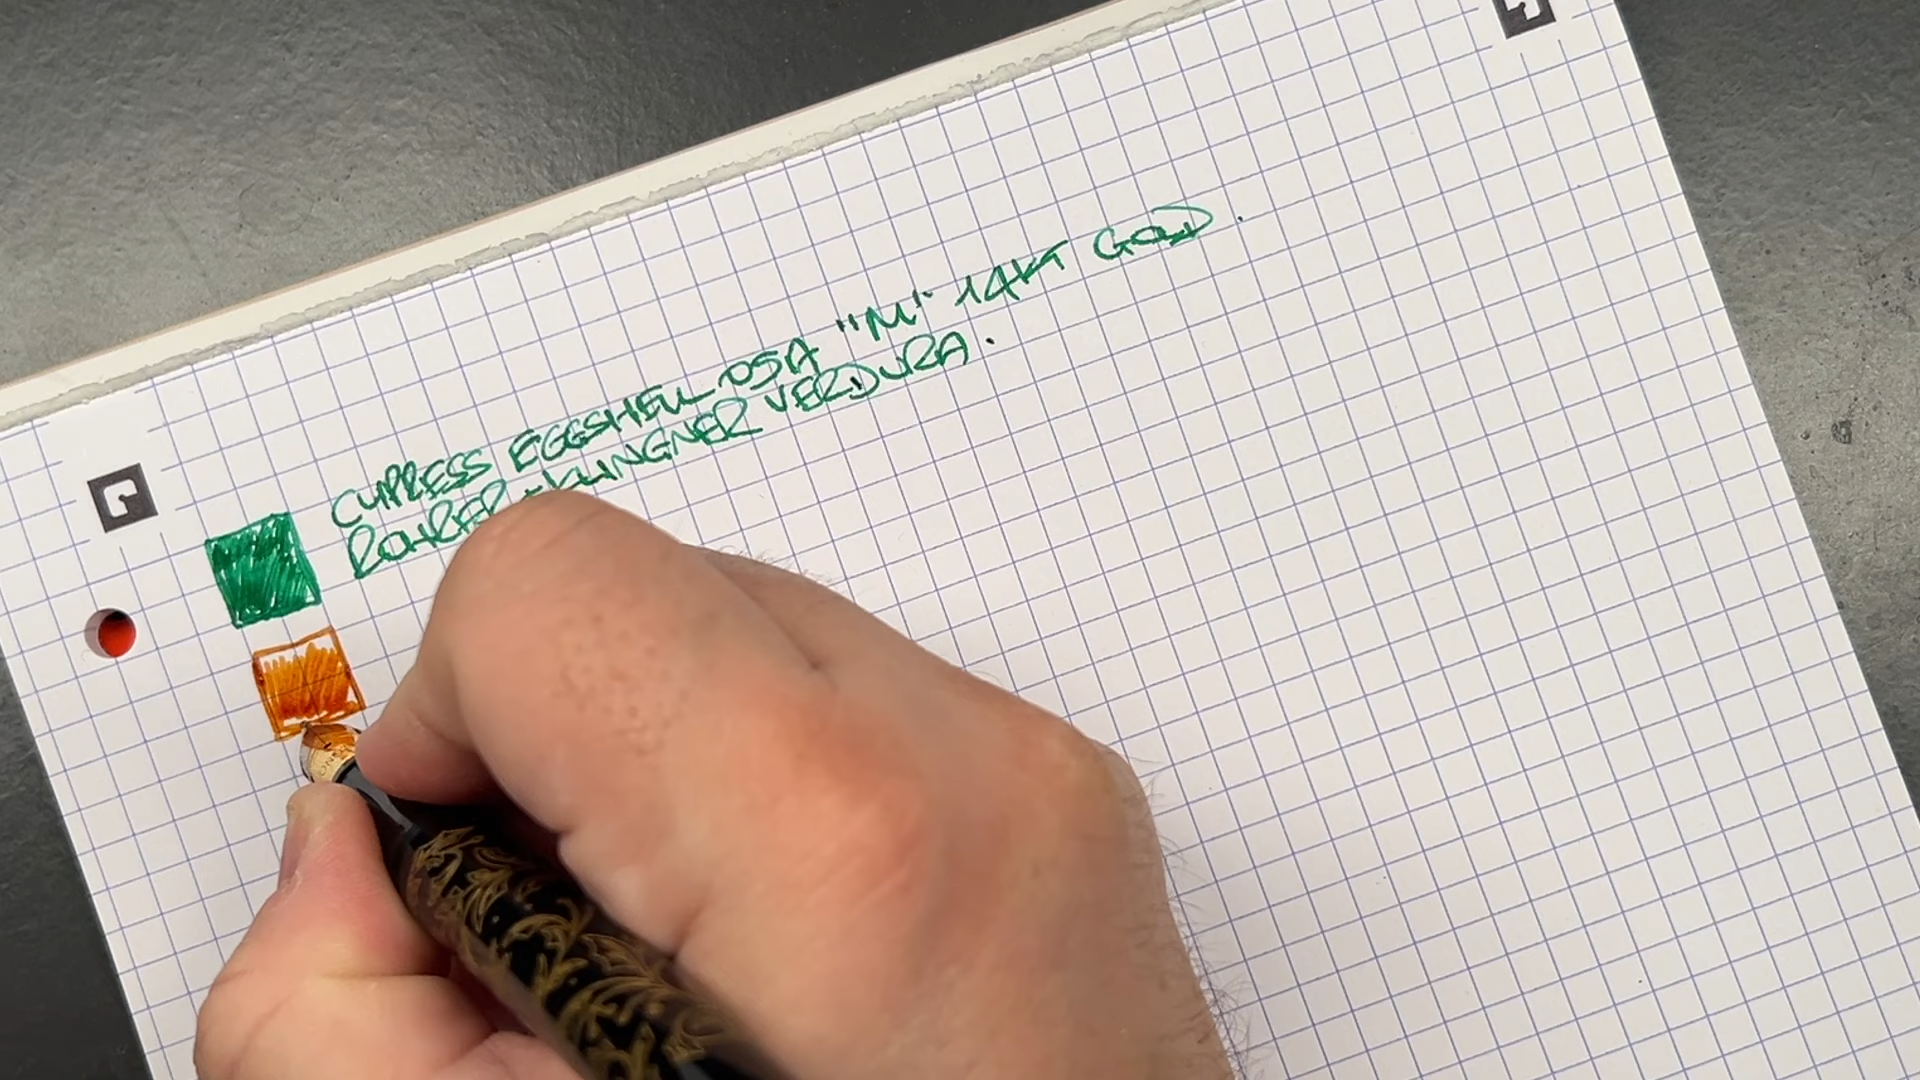 CYPRESS EGGSHELL OSA "M" 14KT GOLD.
ROHRER KLINGNER VERDURA.